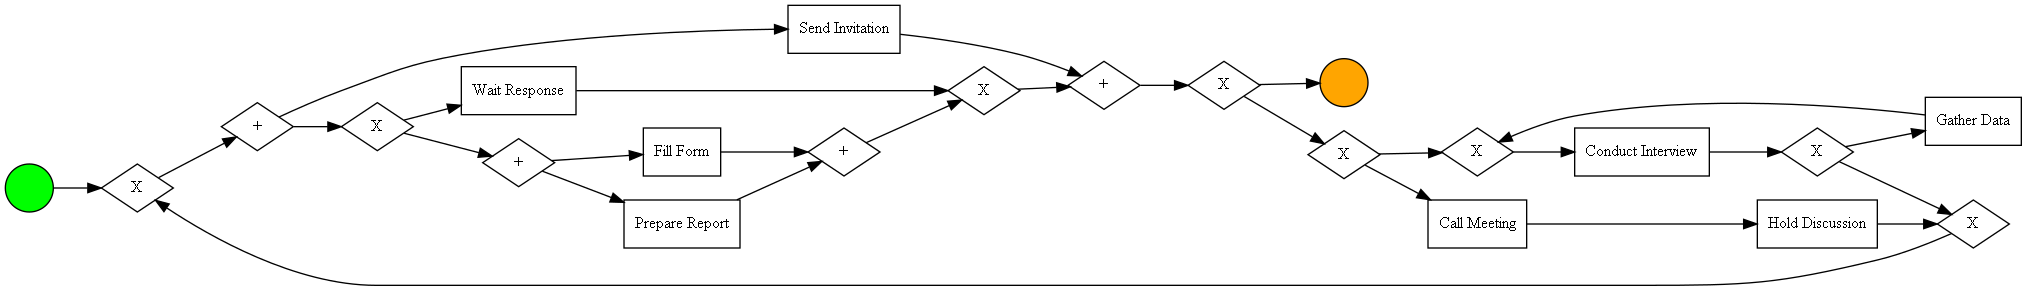 Send Invitation
Wait Response
X
+
X
Gather Data
+
X
Fill Form
Conduct Interview
X
+
+
X
X
Prepare Report
X
Call Meeting
Hold Discussion
X